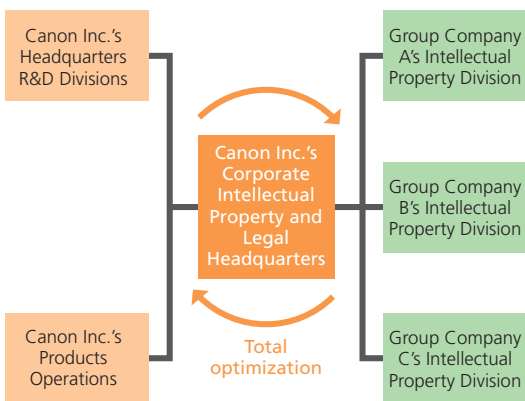 Canon Inc.'s
Headquarters
R&D Divisions
Canon Inc.'s
Products
Operations
Canon Inc.'s
Corporate
Intellectual
Property and
Legal
Headquarters
Total
optimization
Group Company
A's Intellectual
Property Division
Group Company
B's Intellectual
Property Division
Group Company
C's Intellectual
Property Division